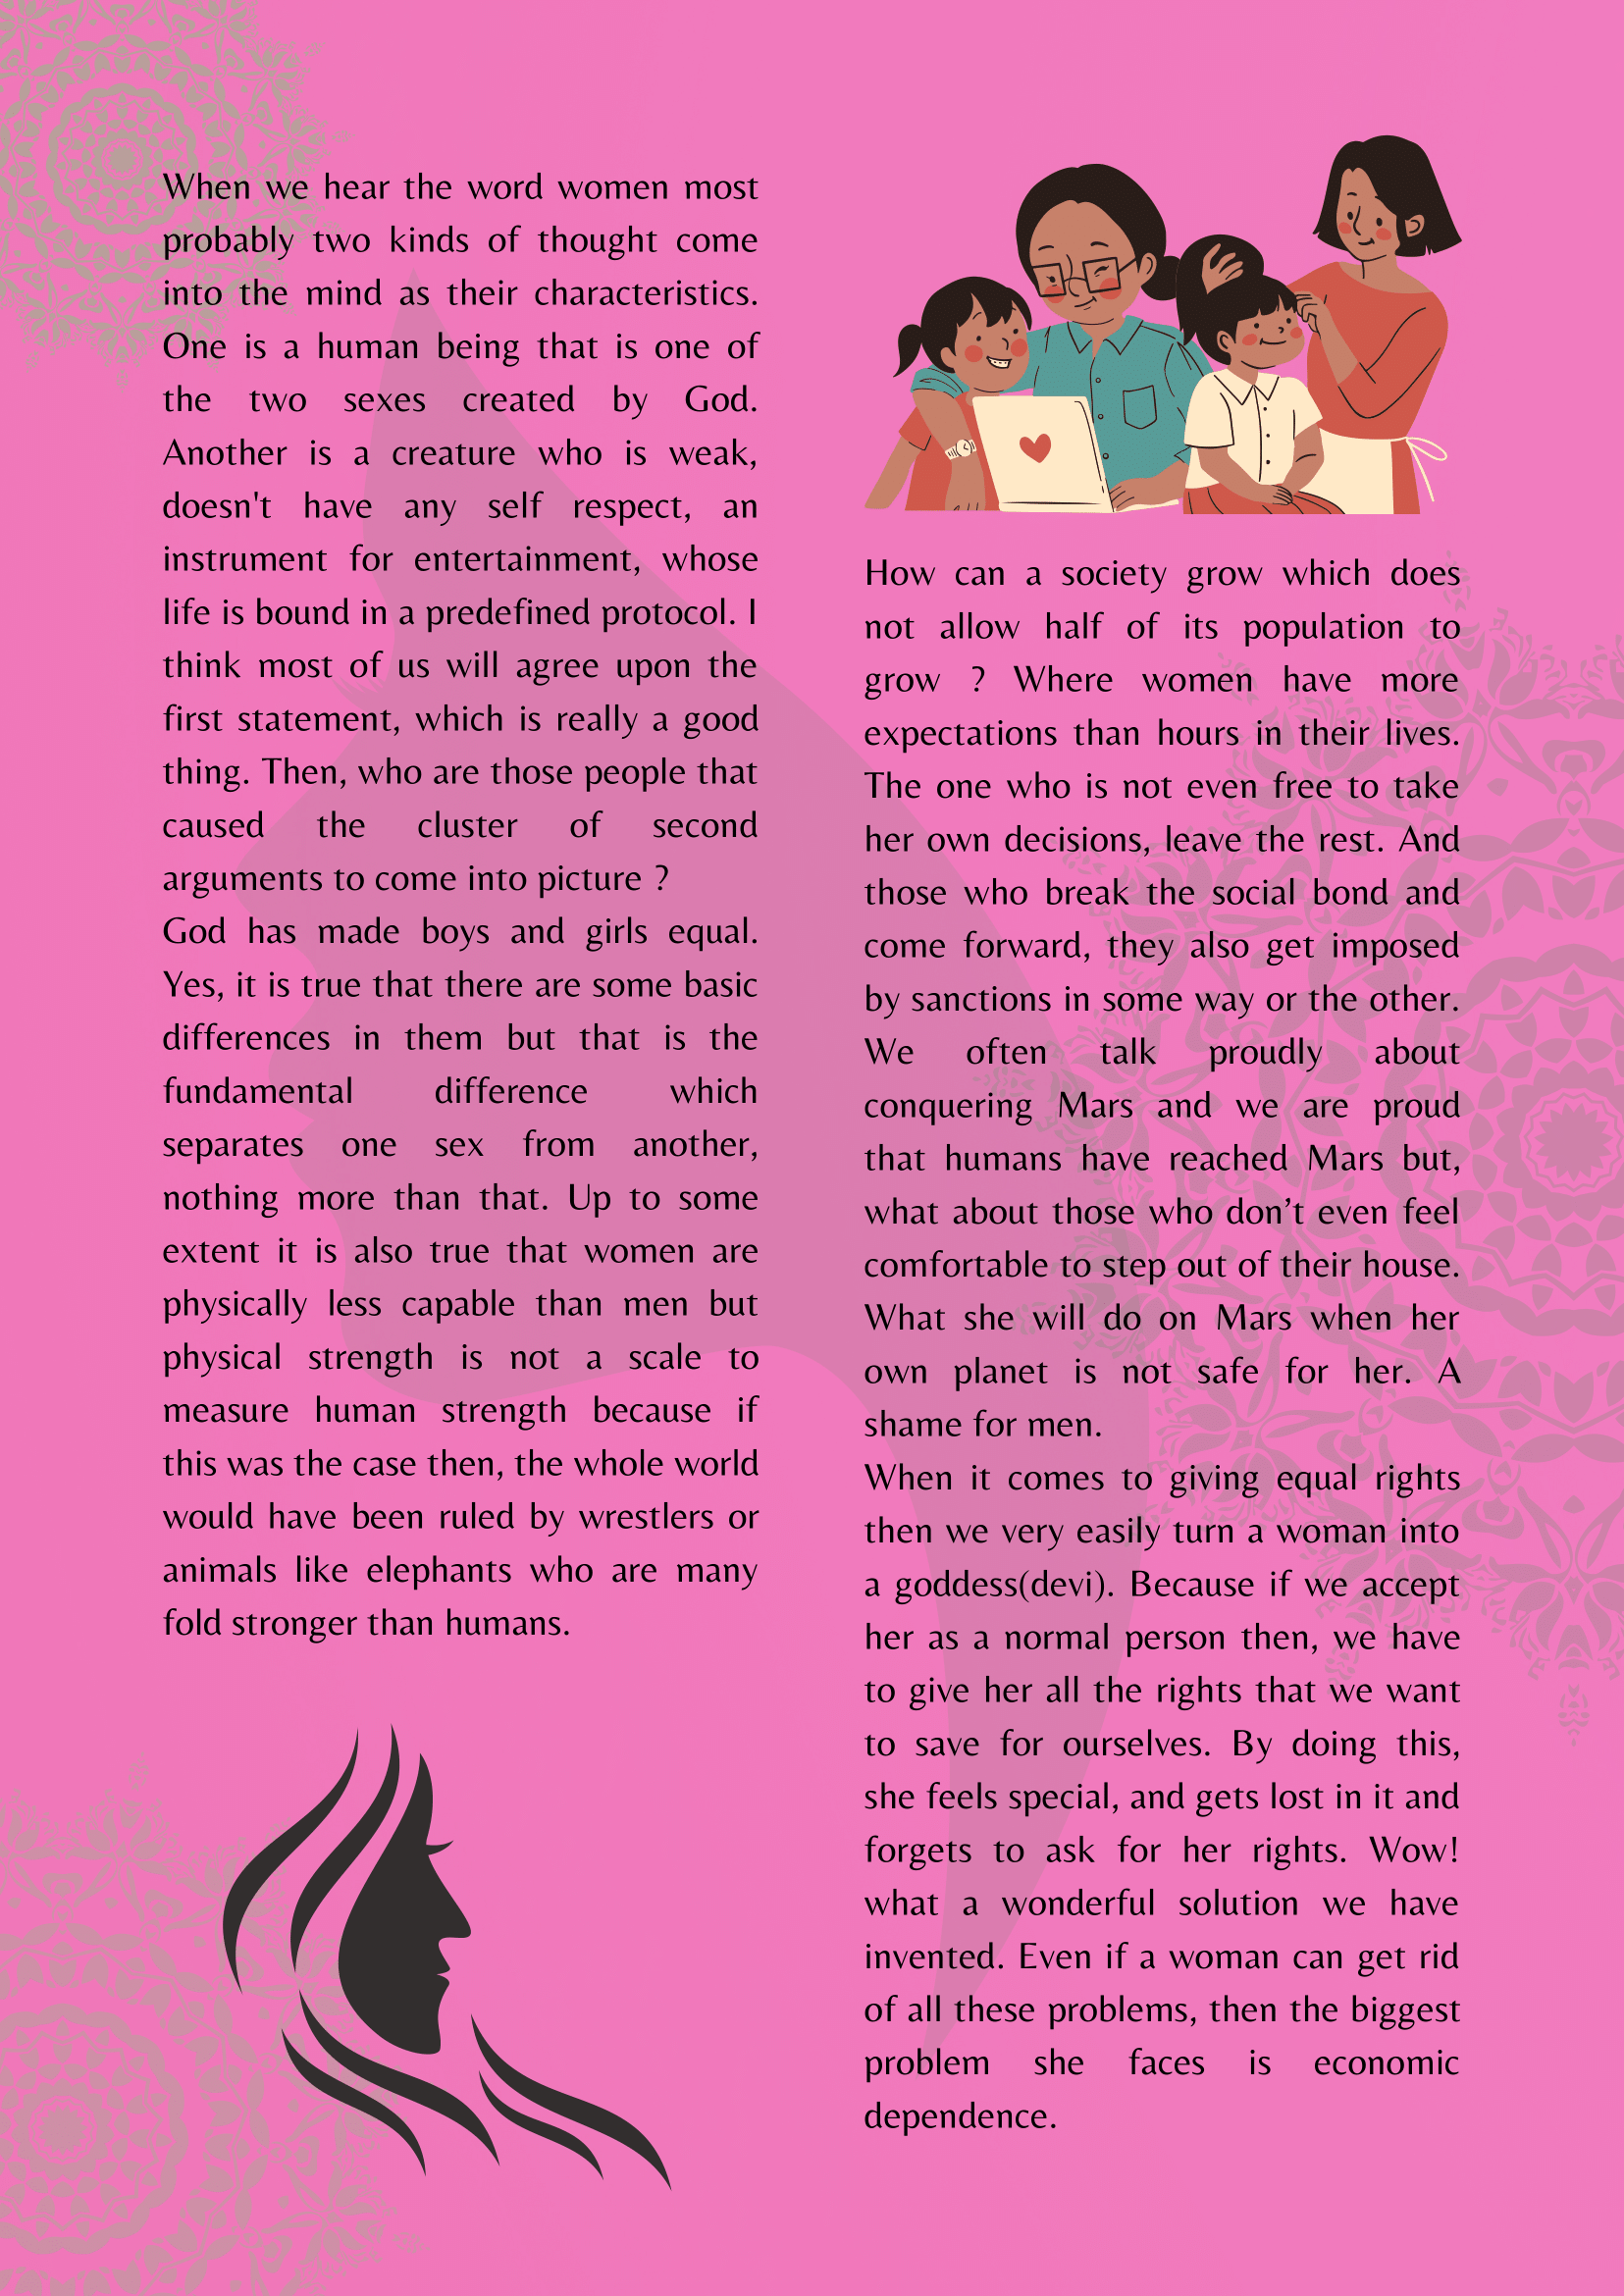 When we hear the word women most
probably two kinds of thought come
into the mind as their characteristics.
One is a human being that is one of
the two sexes created by God.
Another is a creature who is weak,
doesn't have any self respect, an
instrument for entertainment, whose
life is bound in a predefined protocol. I
think most of us will agree upon the
first statement, which is really a good
thing. Then, who are those people that
caused the cluster of second
arguments to come into picture ?
God has made boys and girls equal.
Yes, it is true that there are some basic
differences in them but that is the
fundamental difference which
separates one sex from another,
nothing more than that. Up to some
extent it is also true that women are
physically less capable than men but
physical strength is not a scale to
measure human strength because if
this was the case then, the whole world
would have been ruled by wrestlers or
animals like elephants who are many
fold stronger than humans.
How can a society grow which does
not allow half of its population to
grow ? Where women have more
expectations than hours in their lives.
The one who is not even free to take
her own decisions, leave the rest. And
those who break the social bond and
come forward, they also get imposed
by sanctions in some way or the other.
We often talk proudly about
conquering Mars and we are proud
that humans have reached Mars but,
what about those who don’t even feel
comfortable to step out of their house.
What she will do on Mars when her
own planet is not safe for her. A
shame for men.
When it comes to giving equal rights
then we very easily turn a woman into
a goddess(devi). Because if we accept
her as a normal person then, we have
to give her all the rights that we want
to save for ourselves. By doing this,
she feels special, and gets lost in it and
forgets to ask for her rights. Wow!
what a wonderful solution we have
invented. Even if a woman can get rid
of all these problems, then the biggest
problem she faces is economic
dependence.